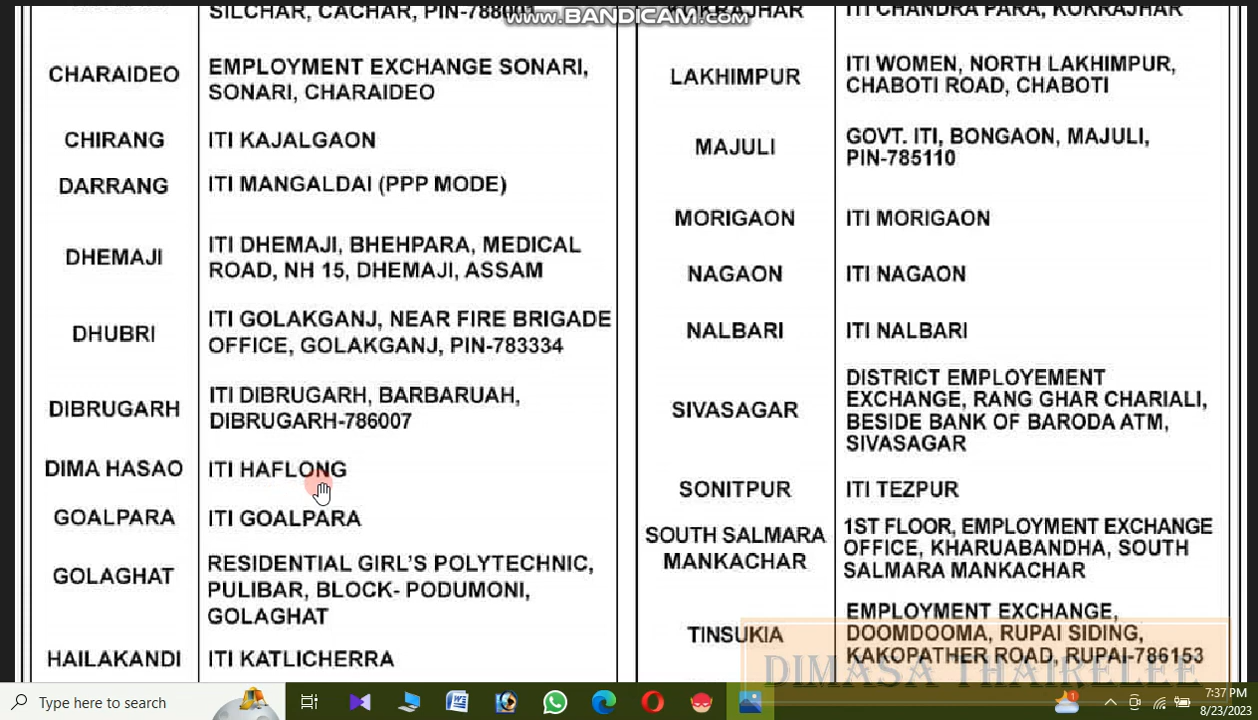 SILCHAR, CACHAR, PIN-788001
www.BANDICAM.com
CHARAIDEO
EMPLOYMENT EXCHANGE SONARI,
SONARI, CHARAIDEO
CHIRANG
ITI KAJALGAON
DARRANG
ITI MANGALDAI (PPP MODE)
DHEMAJI
ITI DHEMAJI, BHEHPARA, MEDICAL
ROAD, NH 15, DHEMAJI, ASSAM
DHUBRI
ITI GOLAKGANJ, NEAR FIRE BRIGADE
OFFICE, GOLAKGANJ, PIN-783334
DIBRUGARH
ITI DIBRUGARH, BARBARUAH,
DIBRUGARH-786007
DIMA HASAO
ITI HAFLONG
GOALPARA
ITI GOALPARA
GOLAGHAT
RESIDENTIAL GIRL'S POLYTECHNIC,
PULIBAR, BLOCK- PODUMONI,
GOLAGHAT
HAILAKANDI
ITI KATLICHERRA
KOKRAJHAR
ITI CHANDRA PARA, KOKRAJHAR
LAKHIMPUR
ITI WOMEN, NORTH LAKHIMPUR,
CHABOTI ROAD, CHABOTI
MAJULI
GOVT. ITI, BONGAON, MAJULI,
PIN-785110
MORIGAON
ITI MORIGAON
NAGAON
ITI NAGAON
NALBARI
ITI NALBARI
SIVASAGAR
DISTRICT EMPLOYEMENT
EXCHANGE, RANG GHAR CHARIALI,
BESIDE BANK OF BARODA ATM,
SIVASAGAR
SONITPUR
ITI TEZPUR
SOUTH SALMARA
MANKACHAR
1ST FLOOR, EMPLOYMENT EXCHANGE
OFFICE, KHARUABANDHA, SOUTH
SALMARA MANKACHAR
TINSUKIA
EMPLOYMENT EXCHANGE,
DOOMDOOMA, RUPAI SIDING,
KAKOPATHER ROAD, RUPAI-786153
DIMASA THAIRELEE
Type here to search
1
7:37 PM
8/23/2023